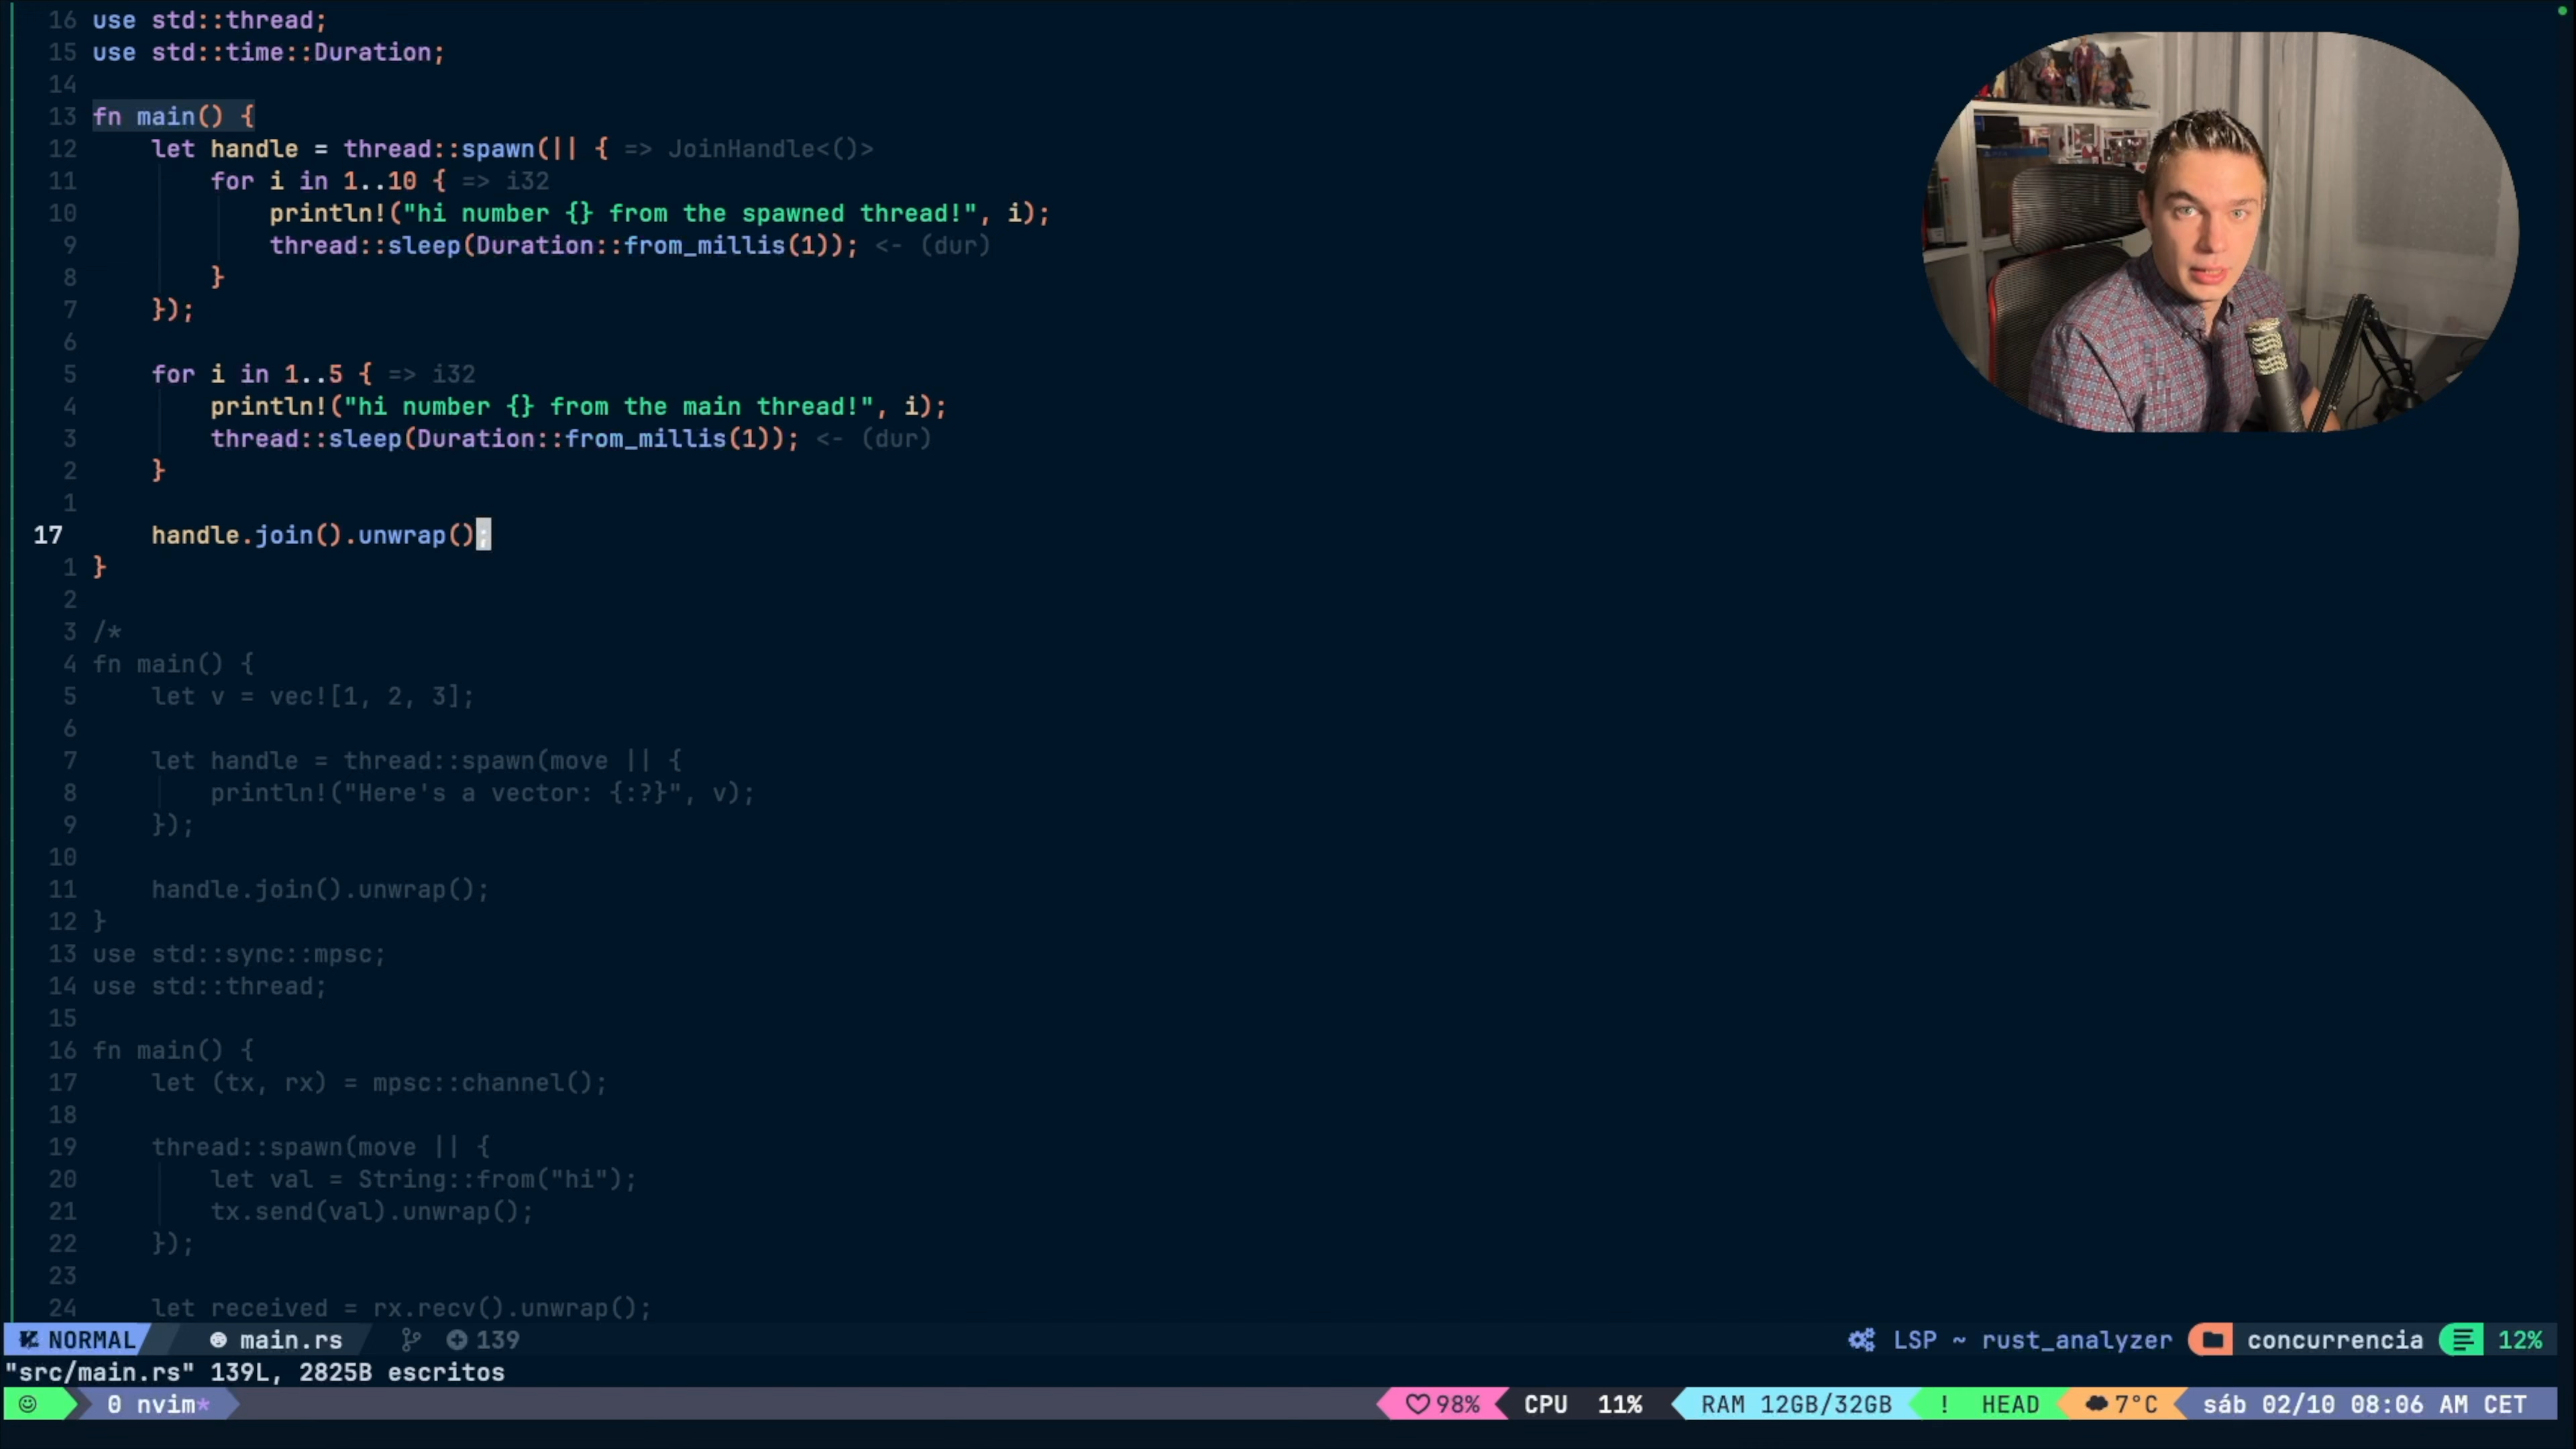 16 use std::thread;
15 use std::time::Duration;
14
13 fn main() {
12     let handle = thread::spawn(|| { => JoinHandle<()>
11         for i in 1..10 { => i32
10             println!("hi number {} from the spawned thread!", i);
9             thread::sleep(Duration::from_millis(1)); <- (dur)
8         }
7     });
6
5     for i in 1..5 { => i32
4         println!("hi number {} from the main thread!", i);
3         thread::sleep(Duration::from_millis(1)); <- (dur)
2     }
1
17     handle.join().unwrap();
1 }
2
3 /*
4 fn main() {
5     let v = vec![1, 2, 3];
6
7     let handle = thread::spawn(move || {
8         println!("Here's a vector: {:?}", v);
9     });
10
11     handle.join().unwrap();
12 }
13 use std::sync::mpsc;
14 use std::thread;
15
16 fn main() {
17     let (tx, rx) = mpsc::channel();
18
19     thread::spawn(move || {
20         let val = String::from("hi");
21         tx.send(val).unwrap();
22     });
23
24     let received = rx.recv().unwrap();
NORMAL main.rs 139 LSP ~ rust_analyzer concurrencia 12%
"src/main.rs" 139L, 2825B escritos
0 nvim* 98% CPU 11% RAM 12GB/32GB ! HEAD 7°C sáb 02/10 08:06 AM CET